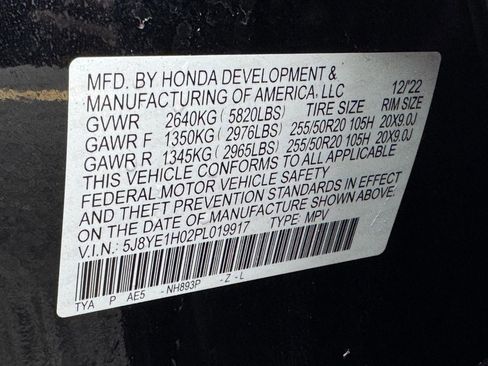 MFD. BY HONDA DEVELOPMENT &
MANUFACTURING OF AMERICA, LLC 12/'22
GVWR 2640KG (5820LBS) TIRE SIZE RIM SIZE
GAWR F 1350KG (2976LBS) 255/50R20 105H 20X9.0J
GAWR R 1345KG (2965LBS) 255/50R20 105H 20X9.0J
THIS VEHICLE CONFORMS TO ALL APPLICABLE
FEDERAL MOTOR VEHICLE SAFETY
AND THEFT PREVENTION STANDARDS IN EFFECT
ON THE DATE OF MANUFACTURE SHOWN ABOVE.
V.I.N.: 5J8YE1H02PL019917 TYPE: MPV
TYA P AE5 -NH893P -Z-L